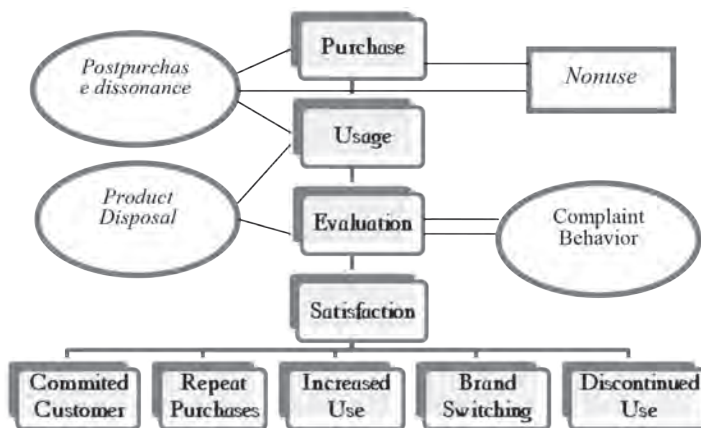 Purchase
Postpurchas
e dissonance
Nonuse
Usage
Product
Disposal
Evaluation
Complaint
Behavior
Satisfaction
Commited
Customer
Repeat
Purchases
Increased
Use
Brand
Switching
Discontinued
Use